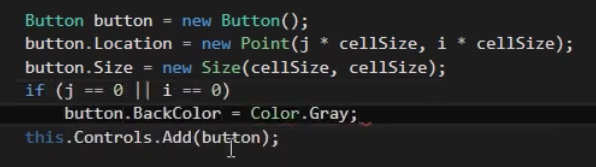 Button button = new Button();
button.Location = new Point(j * cellSize, i * cellSize);
button.Size = new Size(cellSize, cellSize);
if (j == 0 || i == 0)
button.BackColor = Color.Gray;
this.Controls.Add(button);